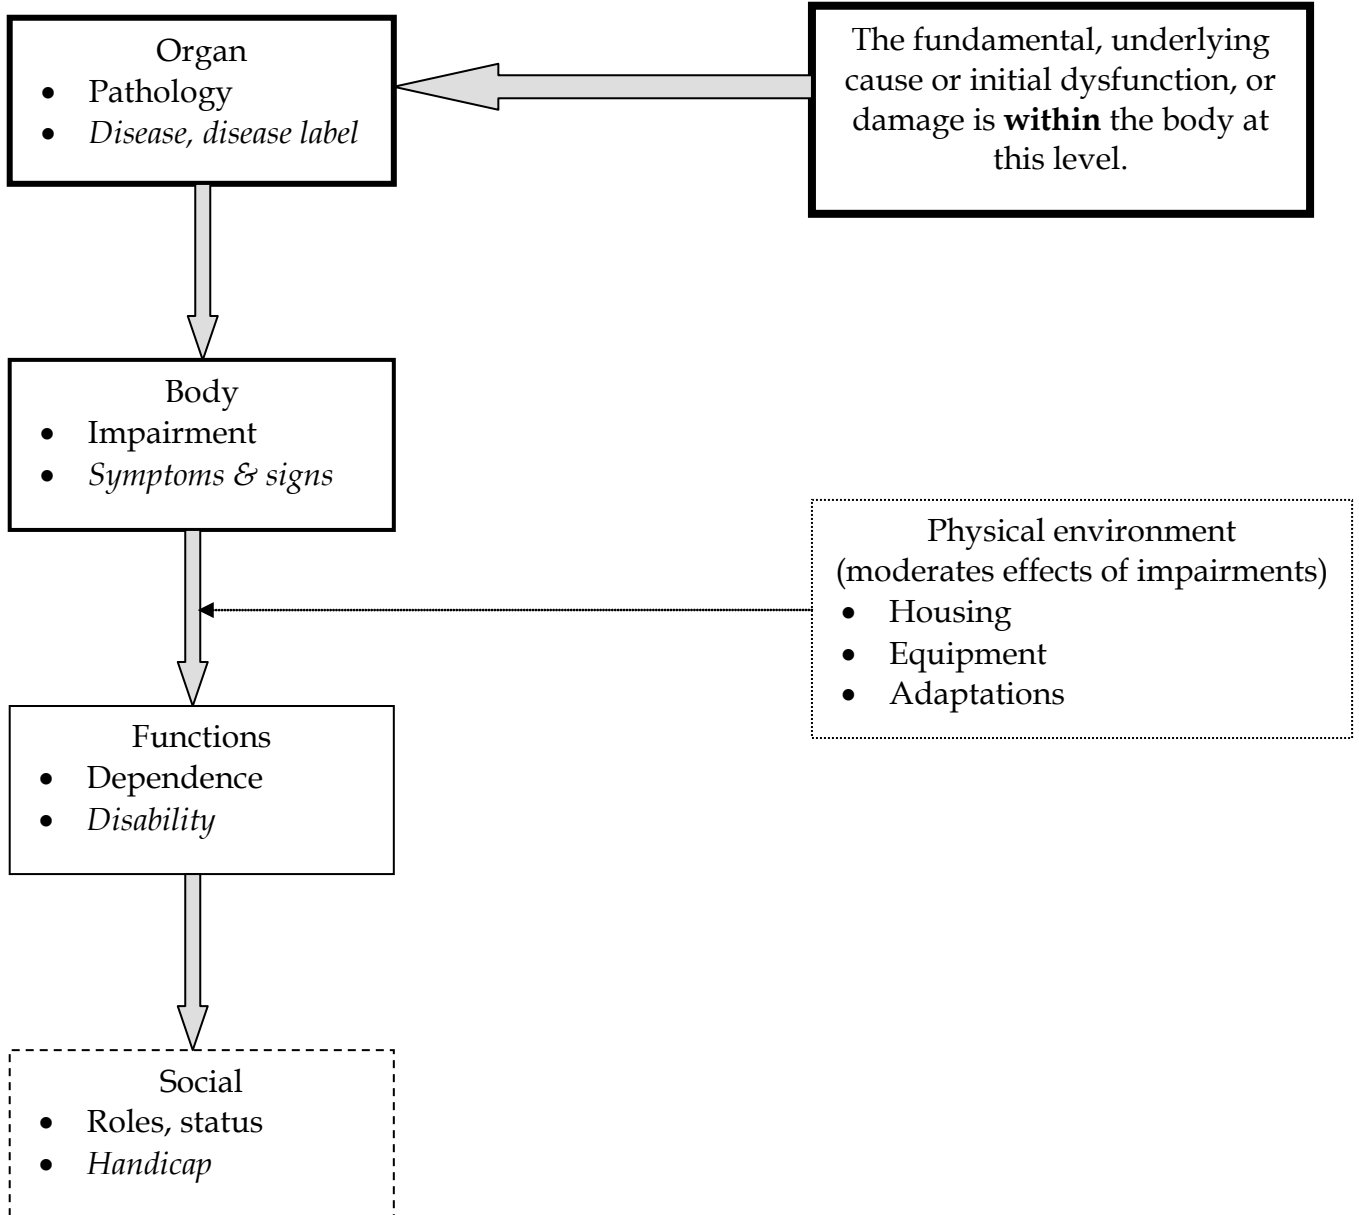 Organ
• Pathology
• Disease, disease label
The fundamental, underlying
cause or initial dysfunction, or
damage is within the body at
this level.
Body
• Impairment
• Symptoms & signs
Physical environment
(moderates effects of impairments)
• Housing
• Equipment
• Adaptations
Functions
• Dependence
• Disability
Social
• Roles, status
• Handicap